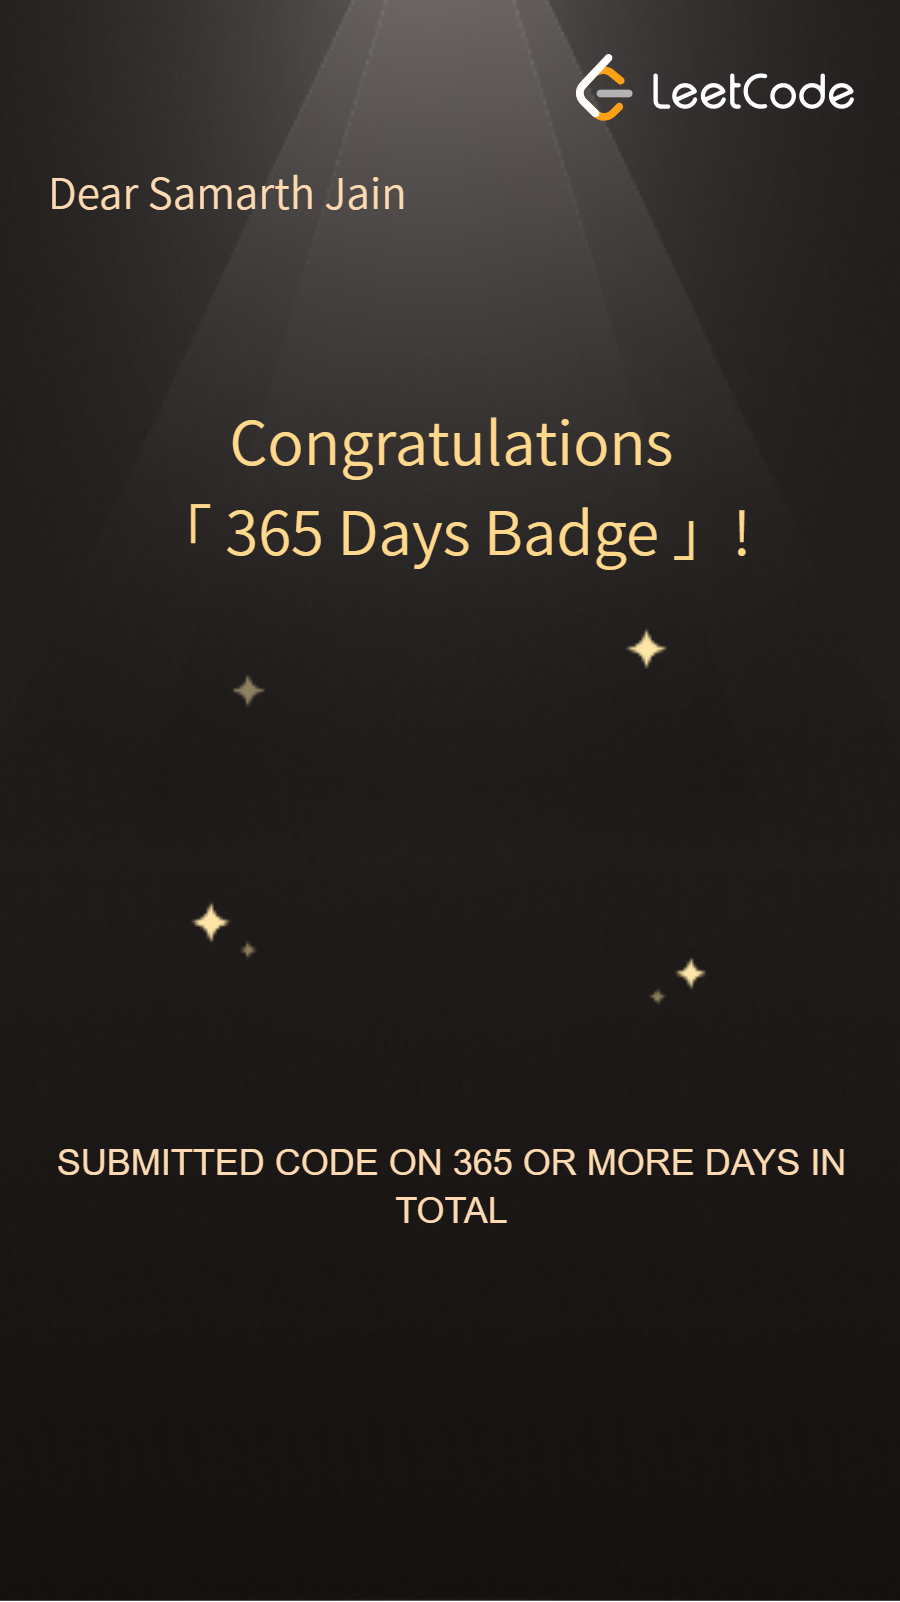 LeetCode
Dear Samarth Jain
Congratulations
「 365 Days Badge 」 !
SUBMITTED CODE ON 365 OR MORE DAYS IN
TOTAL